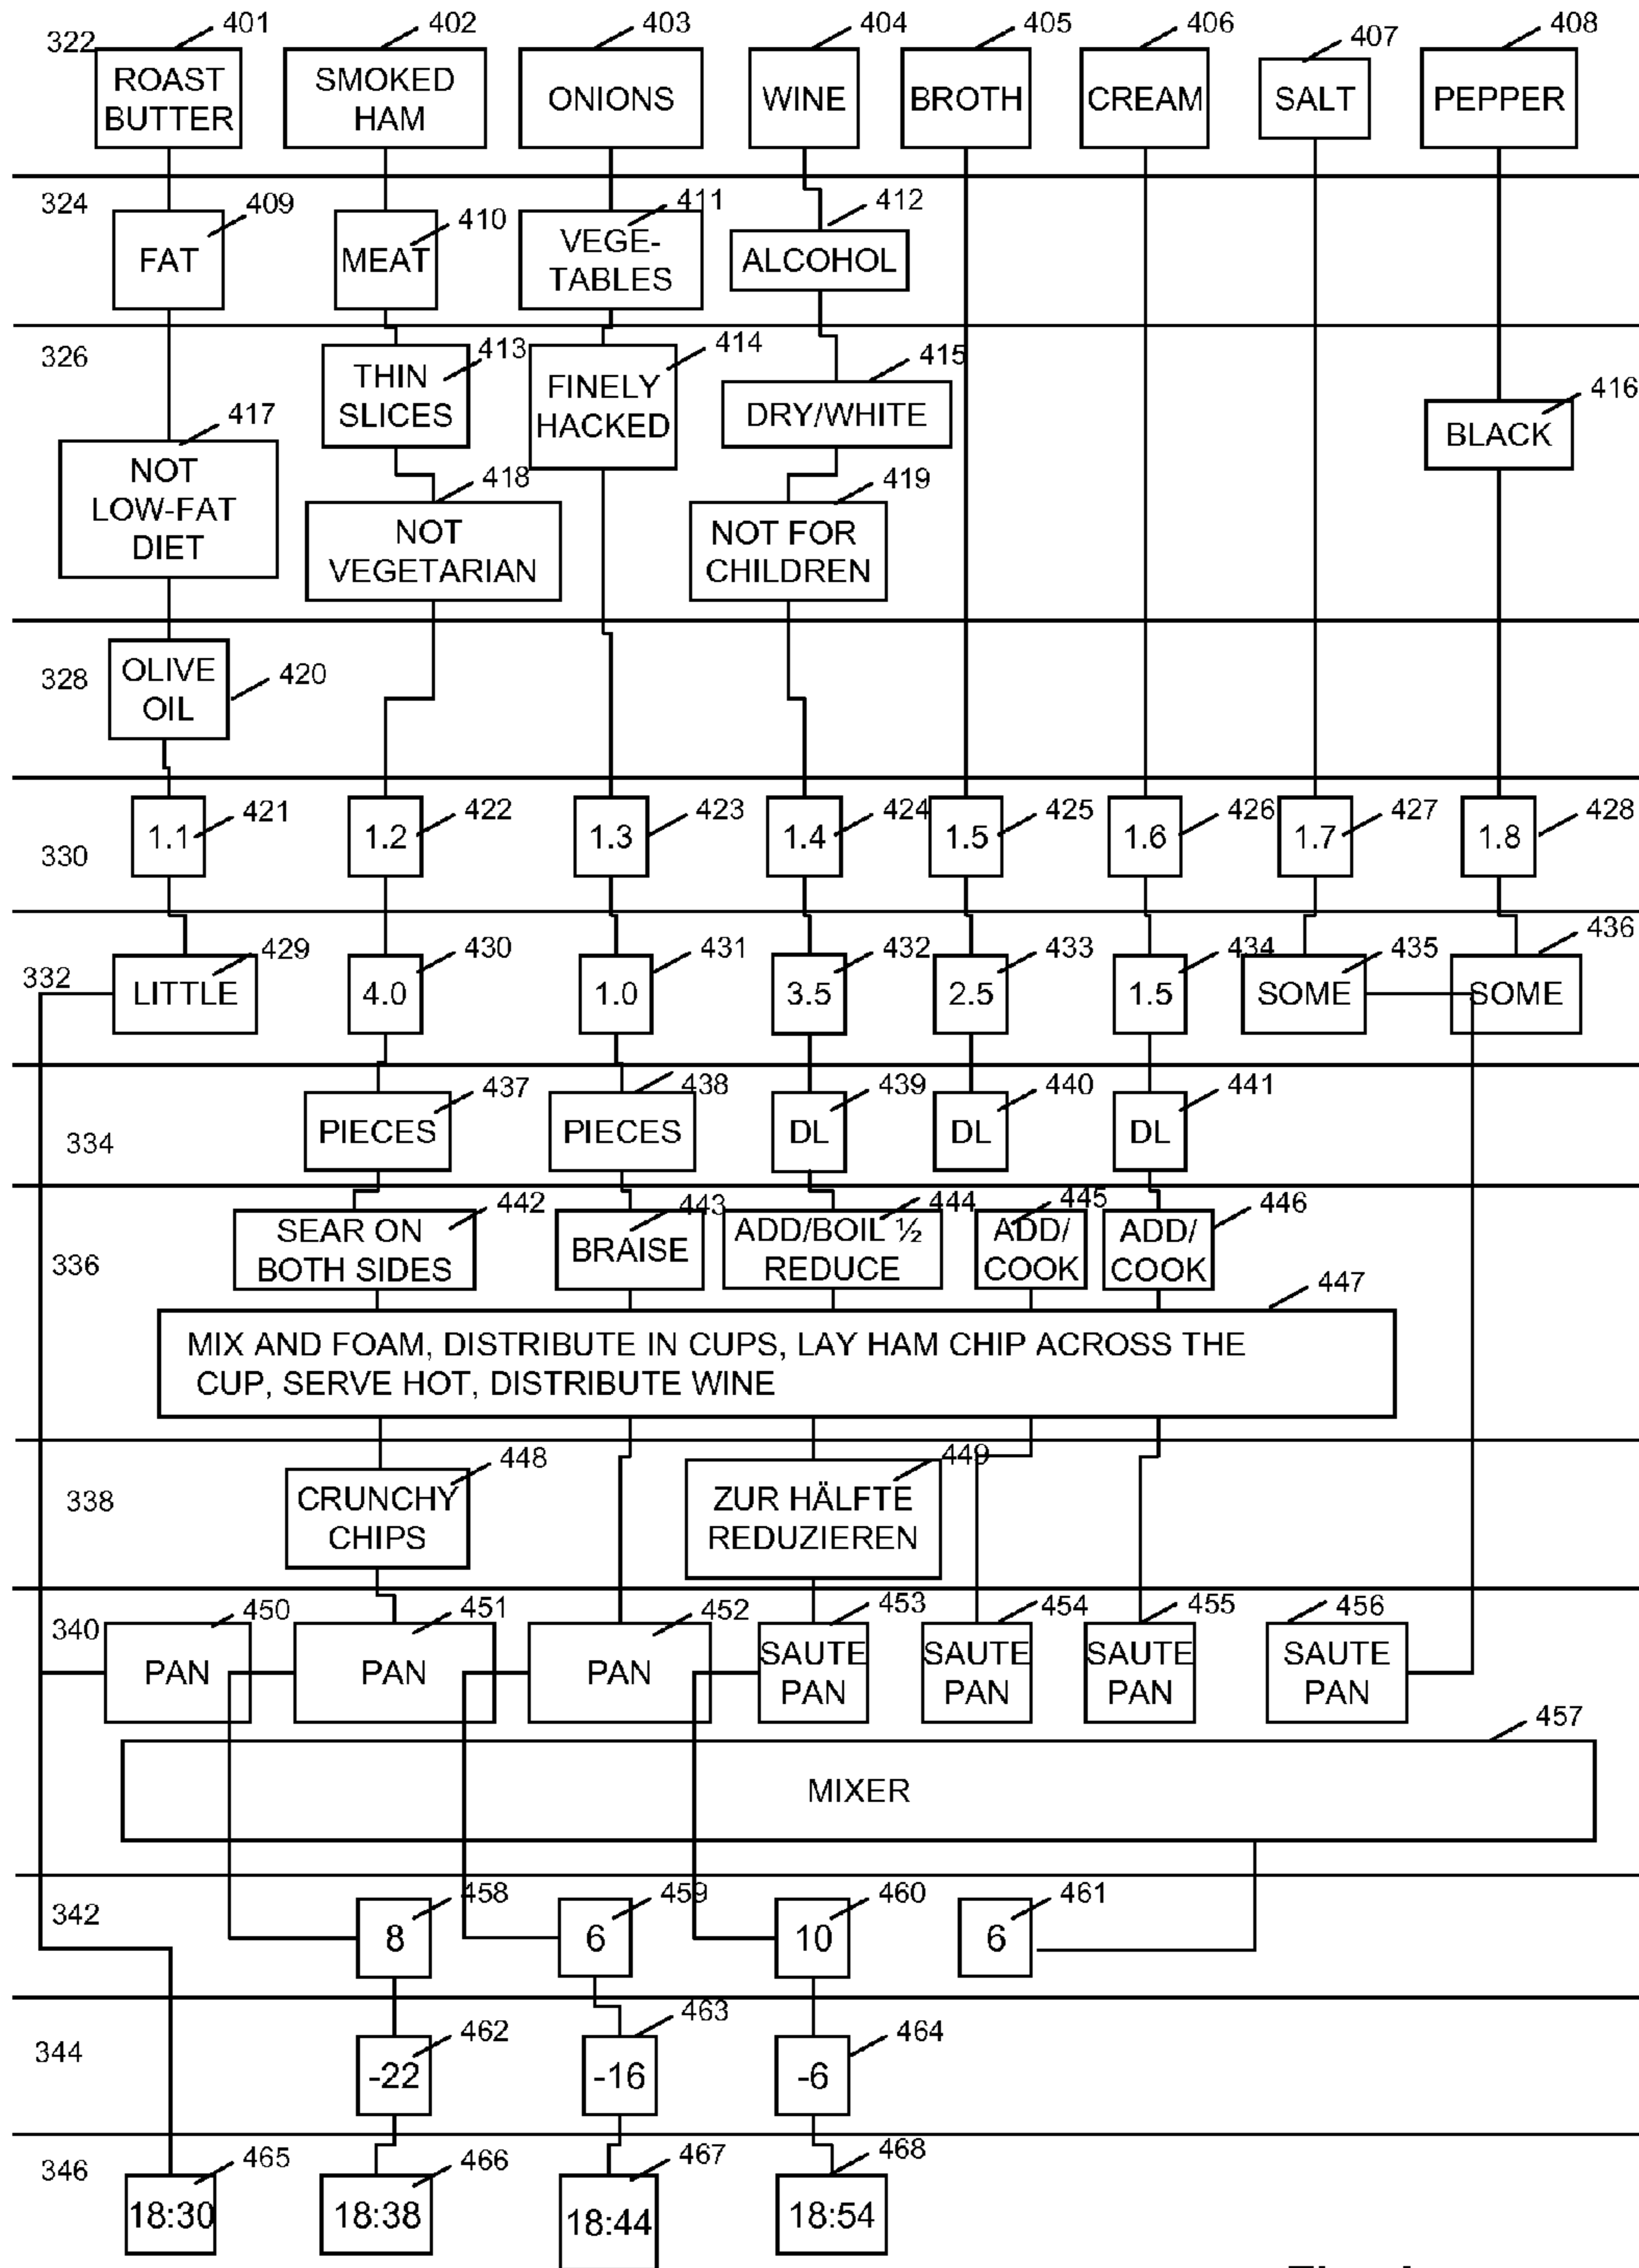 401
402
403
404
405
406
407
408
322
ROAST
BUTTER
SMOKED
HAM
ONIONS
WINE
BROTH
CREAM
SALT
PEPPER
324
409
410
411
412
FAT
MEAT
VEGE-
TABLES
ALCOHOL
326
413
414
415
416
THIN
SLICES
FINELY
HACKED
DRY/WHITE
BLACK
417
418
419
NOT
LOW-FAT
DIET
NOT
VEGETARIAN
NOT FOR
CHILDREN
328
OLIVE
OIL
420
330
1.1
421
1.2
422
1.3
423
1.4
424
1.5
425
1.6
426
1.7
427
1.8
428
332
429
430
431
432
433
434
435
436
LITTLE
4.0
1.0
3.5
2.5
1.5
SOME
SOME
334
437
438
439
440
441
PIECES
PIECES
DL
DL
DL
336
442
443
444
445
446
SEAR ON
BOTH SIDES
BRAISE
ADD/BOIL ½
REDUCE
ADD/
COOK
ADD/
COOK
447
MIX AND FOAM, DISTRIBUTE IN CUPS, LAY HAM CHIP ACROSS THE
CUP, SERVE HOT, DISTRIBUTE WINE
338
448
449
CRUNCHY
CHIPS
ZUR HÄLFTE
REDUZIEREN
340
450
451
452
453
454
455
456
PAN
PAN
PAN
SAUTE
PAN
SAUTE
PAN
SAUTE
PAN
SAUTE
PAN
457
MIXER
342
458
459
460
461
8
6
10
6
344
462
463
464
-22
-16
-6
346
465
466
467
468
18:30
18:38
18:44
18:54